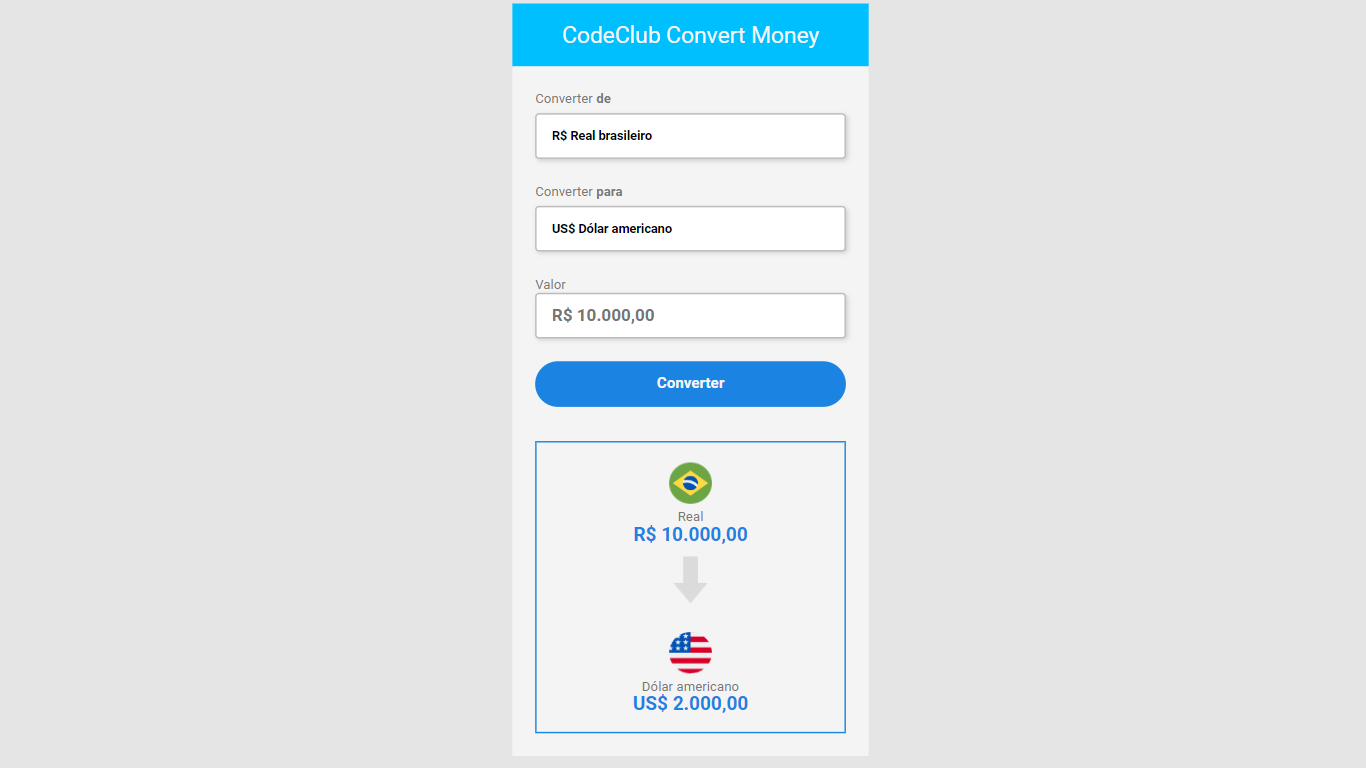 CodeClub Convert Money
Converter de
R$ Real brasileiro
Converter para
US$ Dólar americano
Valor
R$ 10.000,00
Converter
Real
R$ 10.000,00
Dólar americano
US$ 2.000,00